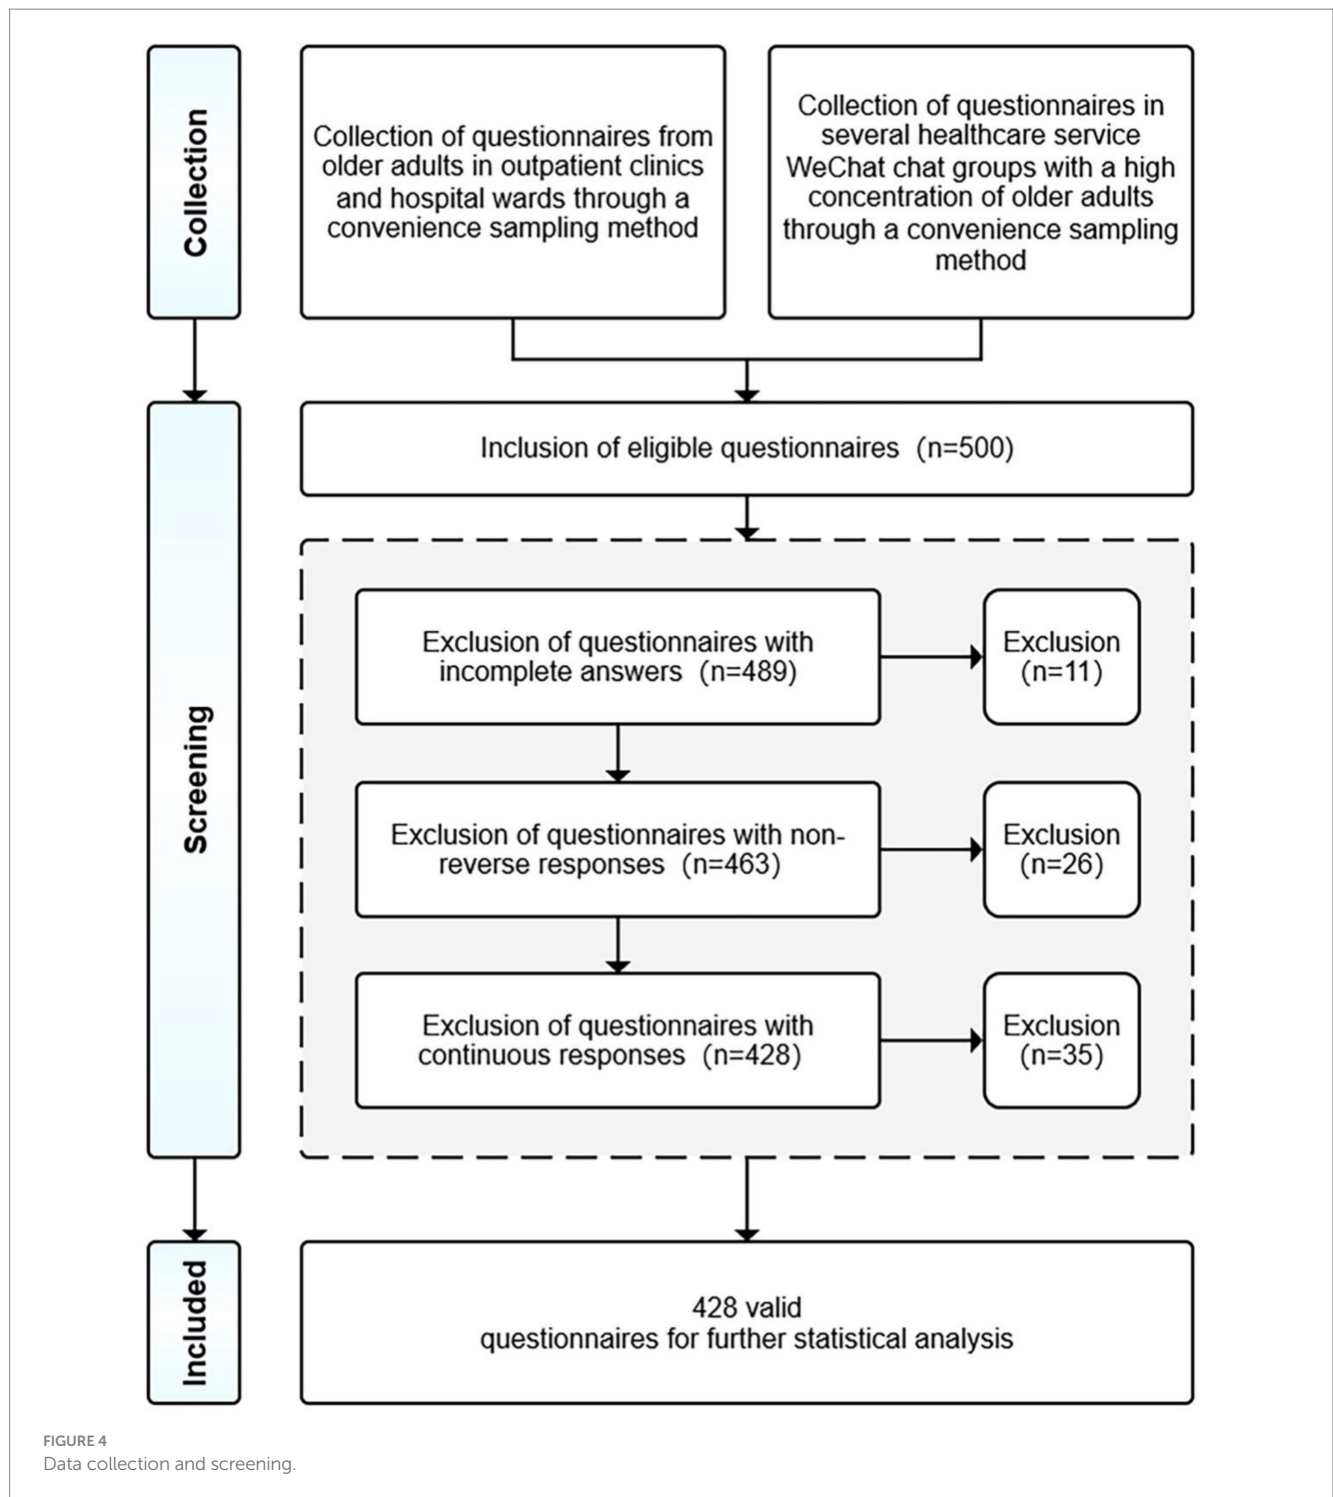 Collection
Collection of questionnaires from
older adults in outpatient clinics
and hospital wards through a
convenience sampling method
Collection of questionnaires in
several healthcare service
WeChat chat groups with a high
concentration of older adults
through a convenience sampling
method
Screening
Inclusion of eligible questionnaires (n=500)
Exclusion of questionnaires with
incomplete answers (n=489)
Exclusion
(n=11)
Exclusion of questionnaires with non-
reverse responses (n=463)
Exclusion
(n=26)
Exclusion of questionnaires with
continuous responses (n=428)
Exclusion
(n=35)
Included
428 valid
questionnaires for further statistical analysis
FIGURE 4
Data collection and screening.